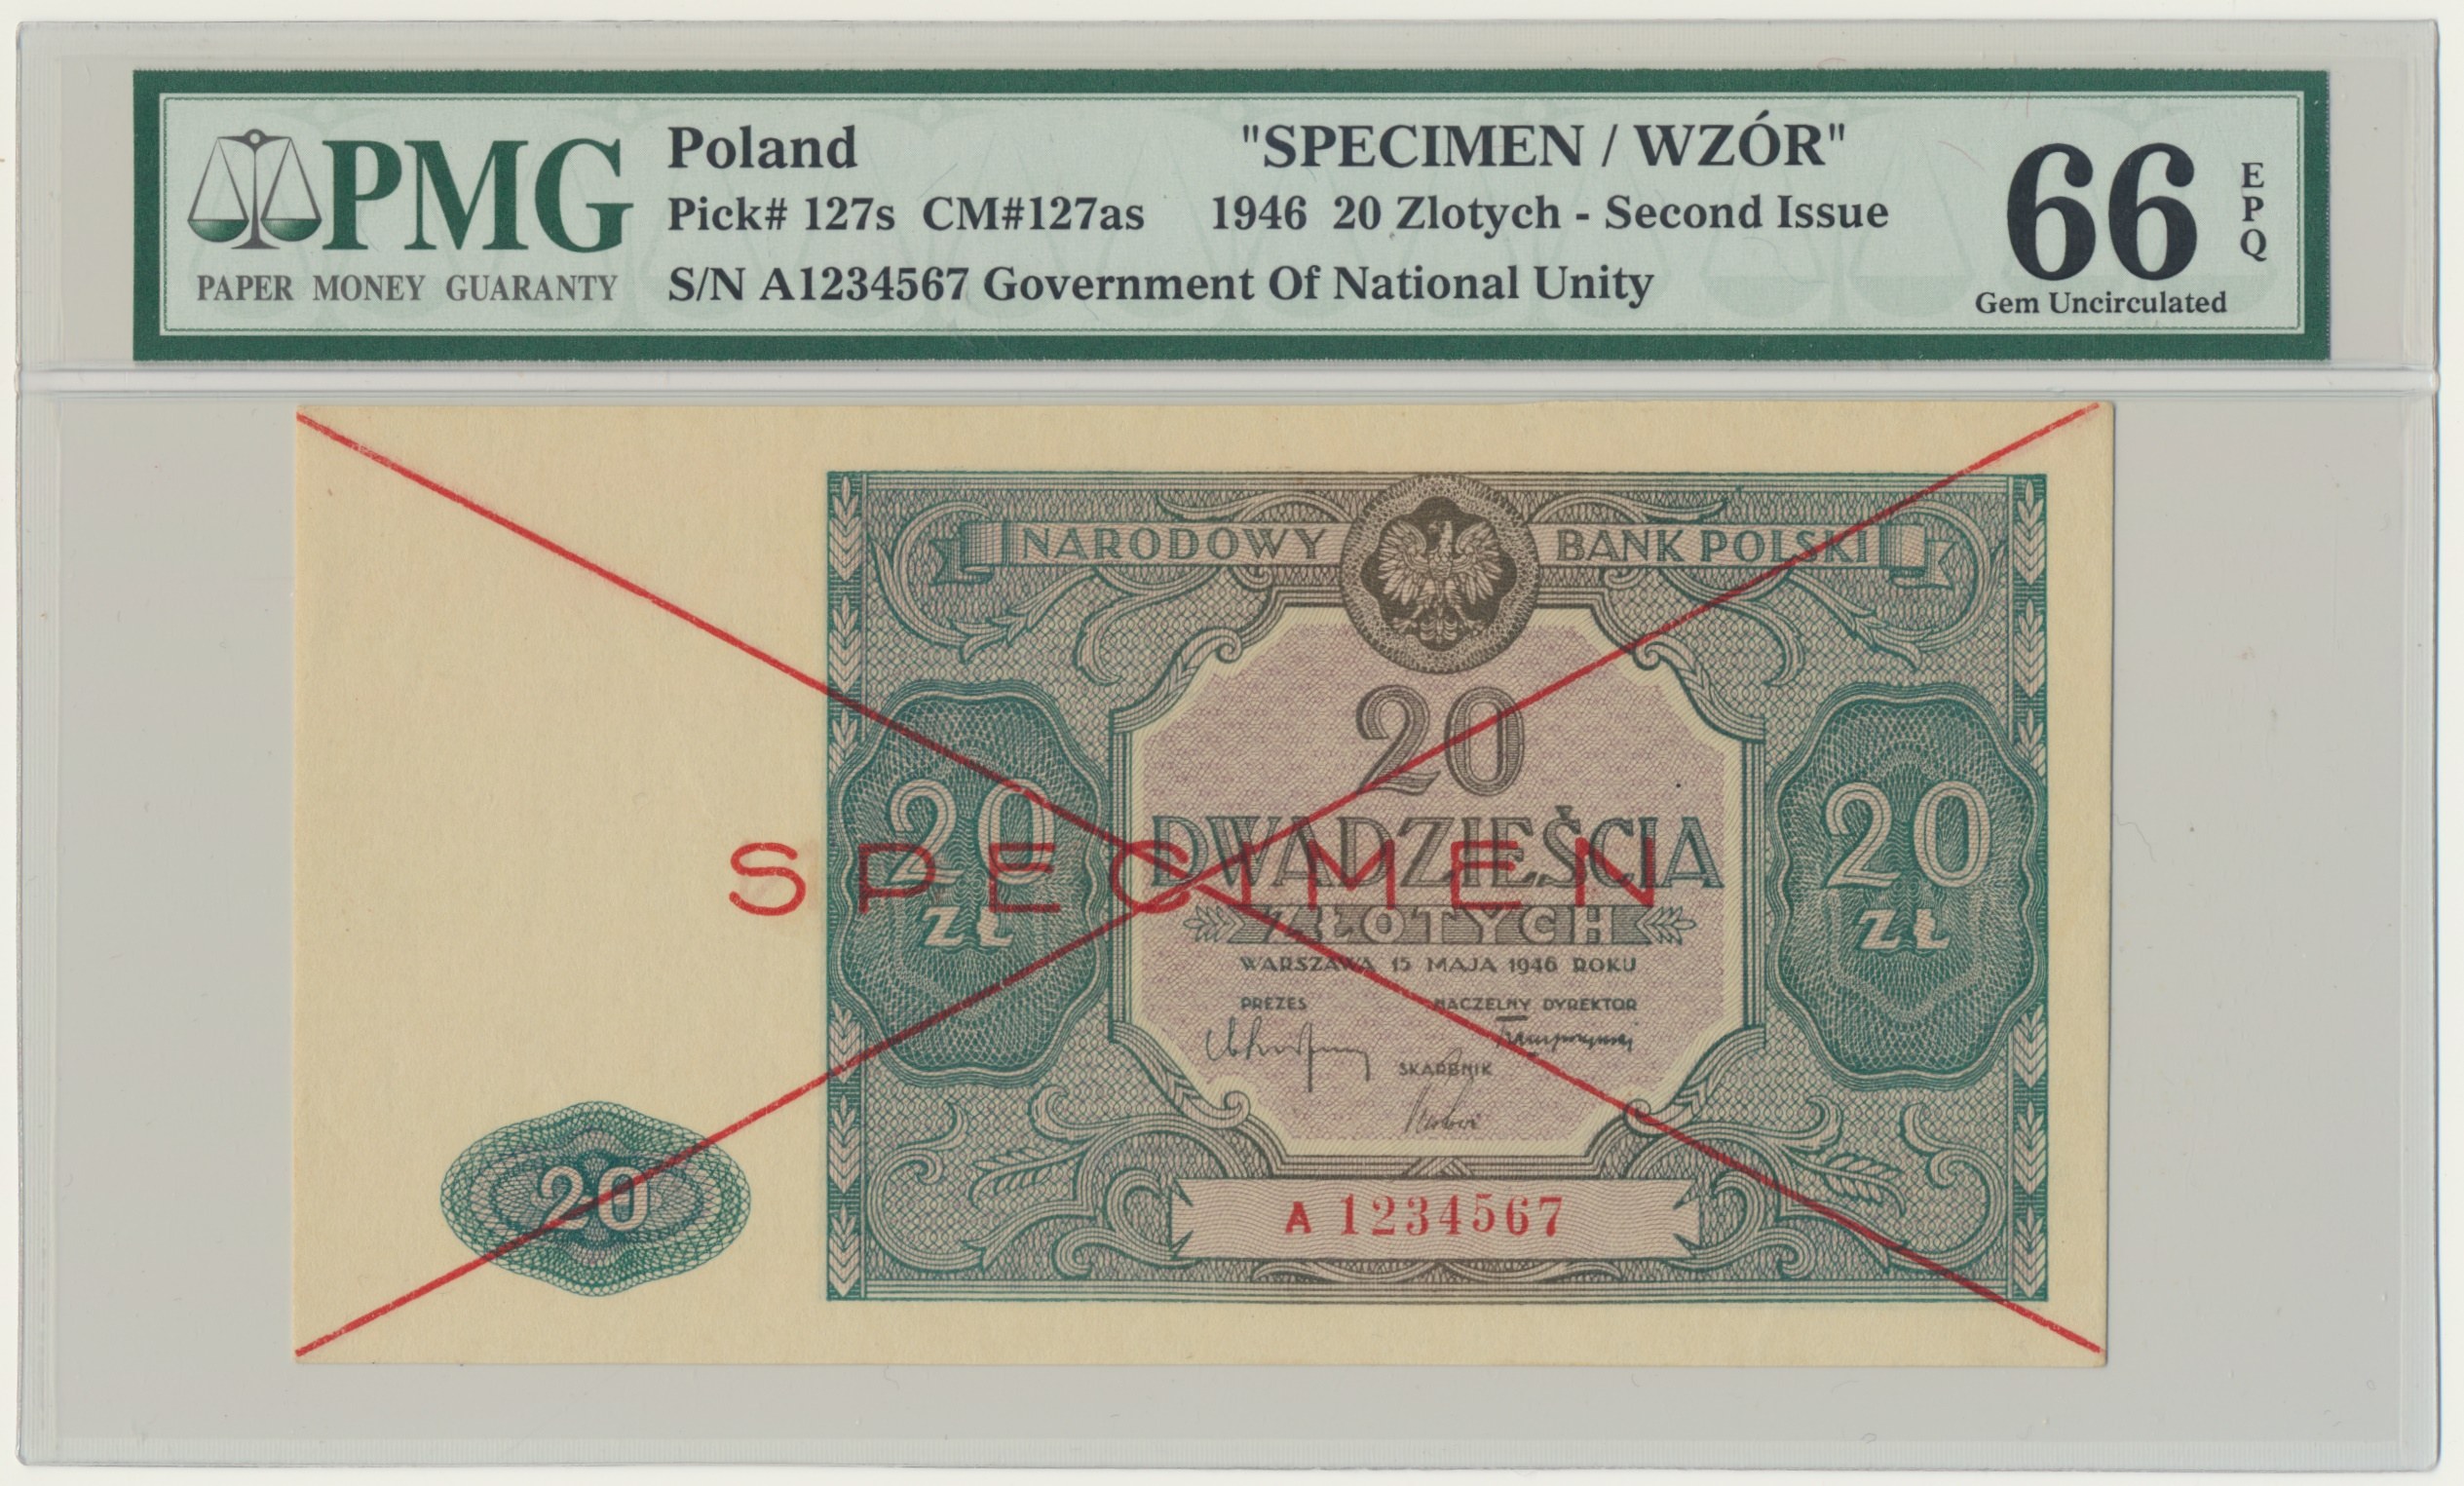 PMG
PAPER MONEY GUARANTY
Poland "SPECIMEN / WZÓR"
Pick# 127s CM#127as 1946 20 Zlotych - Second Issue
S/N A1234567 Government Of National Unity
66
EPQ
Gem Uncirculated
NARODOWY BANK POLSKI
20
20 zł
20 zł
DWADZIEŚCIA
SPECIMEN
ZŁOTYCH
WARSZAWA 15 MAJA 1946 ROKU
PREZES NACZELNY DYREKTOR
SKARBNIK
20
A 1234567